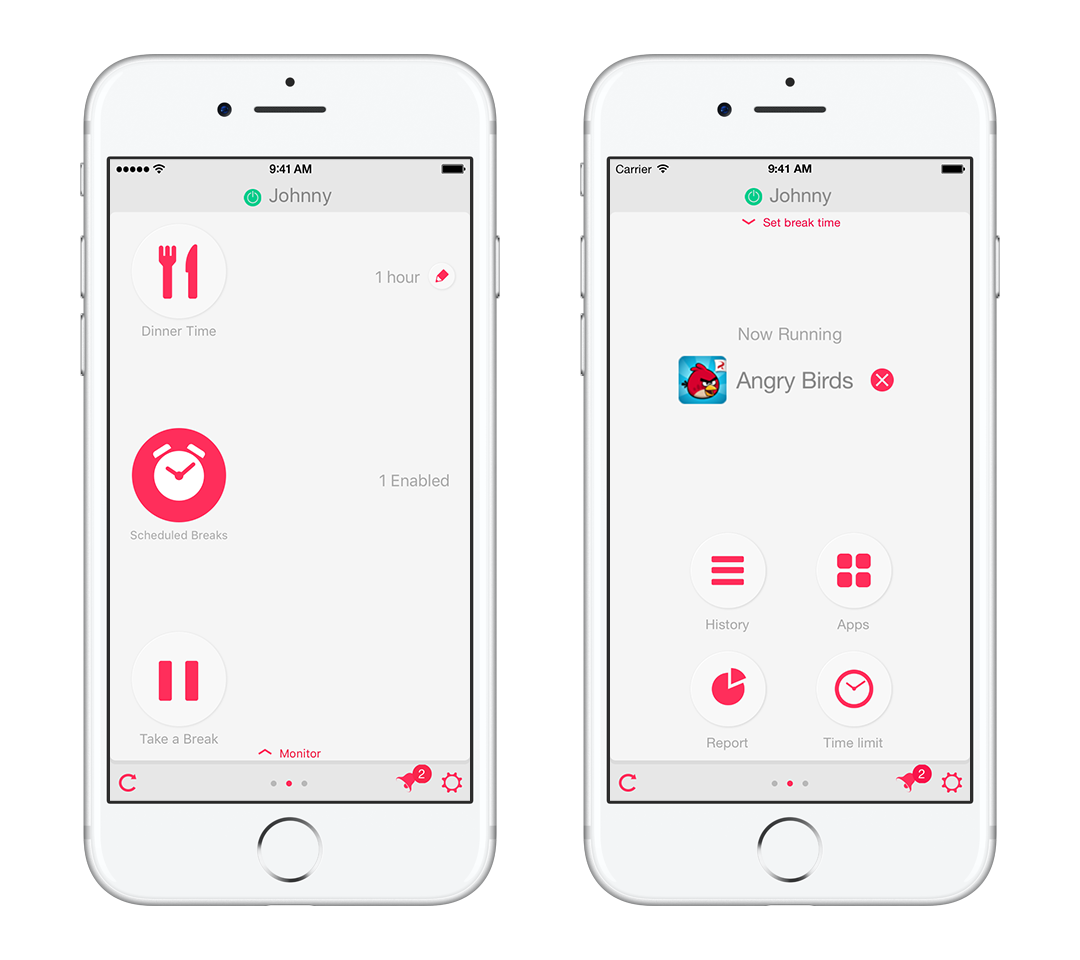 9:41 AM
Johnny
1 hour
Dinner Time
1 Enabled
Scheduled Breaks
Take a Break
Monitor
2
Carrier 9:41 AM
Johnny
Set break time
Now Running
Angry Birds
History Apps
Report Time limit
2